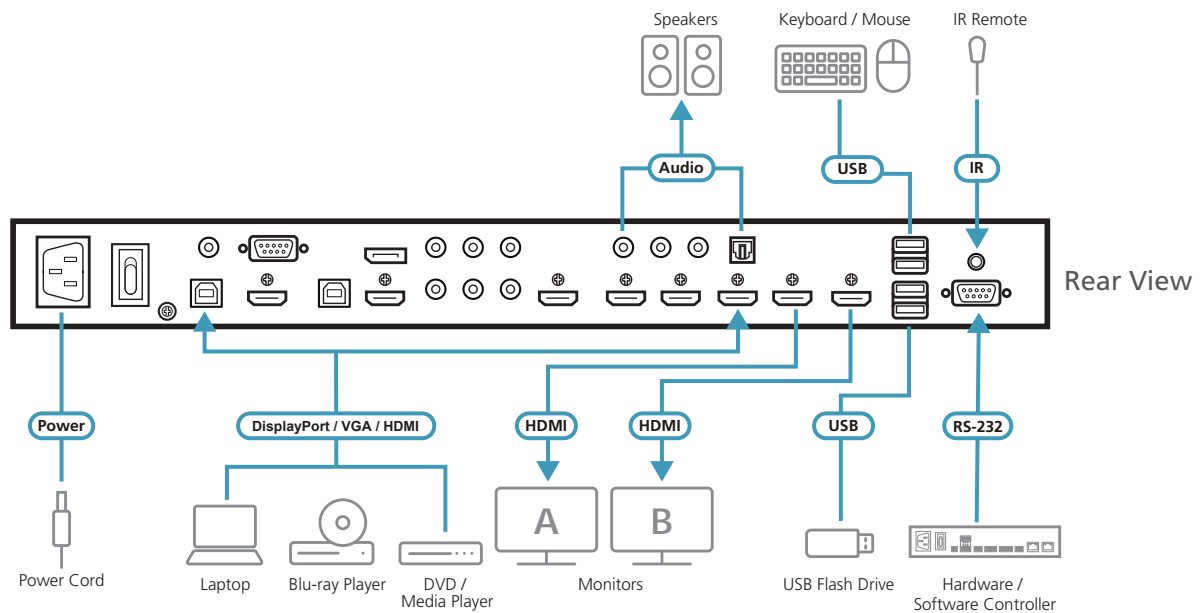 Speakers
Keyboard / Mouse
IR Remote
Audio
USB
IR
Rear View
Power
DisplayPort / VGA / HDMI
HDMI
HDMI
USB
RS-232
A
B
Power Cord
Laptop
Blu-ray Player
DVD /
Media Player
Monitors
USB Flash Drive
Hardware /
Software Controller